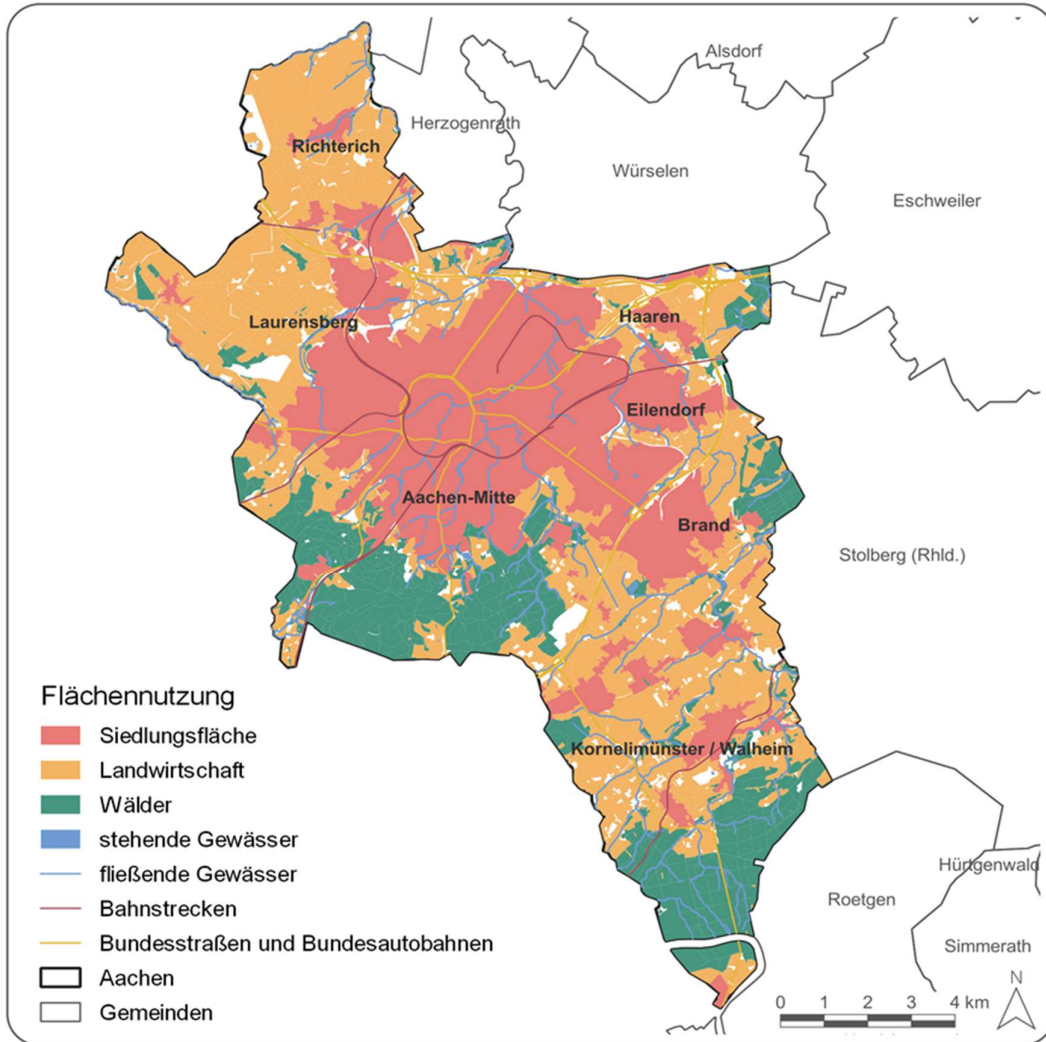 Alsdorf
Herzogenrath
Richterich
Würselen
Eschweiler
Laurensberg
Haaren
Eilendorf
Aachen-Mitte
Brand
Stolberg (Rhld.)
Kornelimünster / Walheim
Hürtgenwald
Roetgen
Simmerath
Flächennutzung
Siedlungsfläche
Landwirtschaft
Wälder
stehende Gewässer
fließende Gewässer
Bahnstrecken
Bundesstraßen und Bundesautobahnen
Aachen
Gemeinden
N
0 1 2 3 4 km